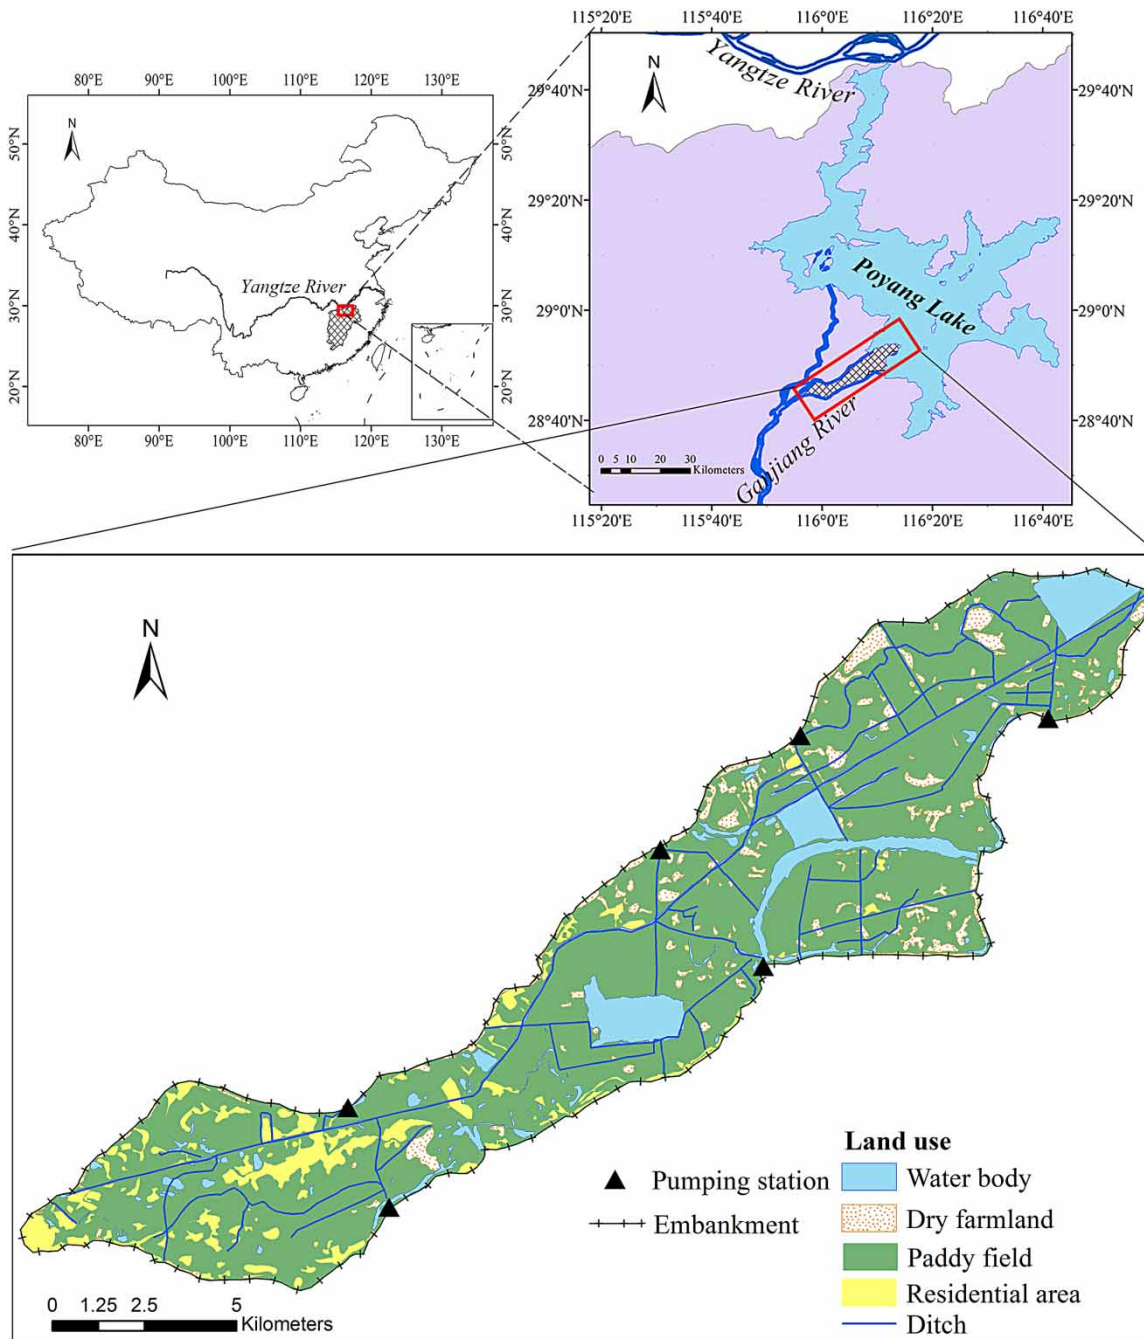 80°E 90°E 100°E 110°E 120°E 130°E
N
50°N
40°N
30°N
20°N
50°N
40°N
30°N
20°N
Yangtze River
80°E 90°E 100°E 110°E 120°E 130°E
115°20'E 115°40'E 116°0'E 116°20'E 116°40'E
N
Yangtze River
29°40'N
29°20'N
29°0'N
28°40'N
29°40'N
29°20'N
29°0'N
28°40'N
Poyang Lake
Ganjiang River
0 5 10 20 30
Kilometers
115°20'E 115°40'E 116°0'E 116°20'E 116°40'E
N
Land use
Pumping station
Embankment
Water body
Dry farmland
Paddy field
Residential area
Ditch
0 1.25 2.5 5
Kilometers